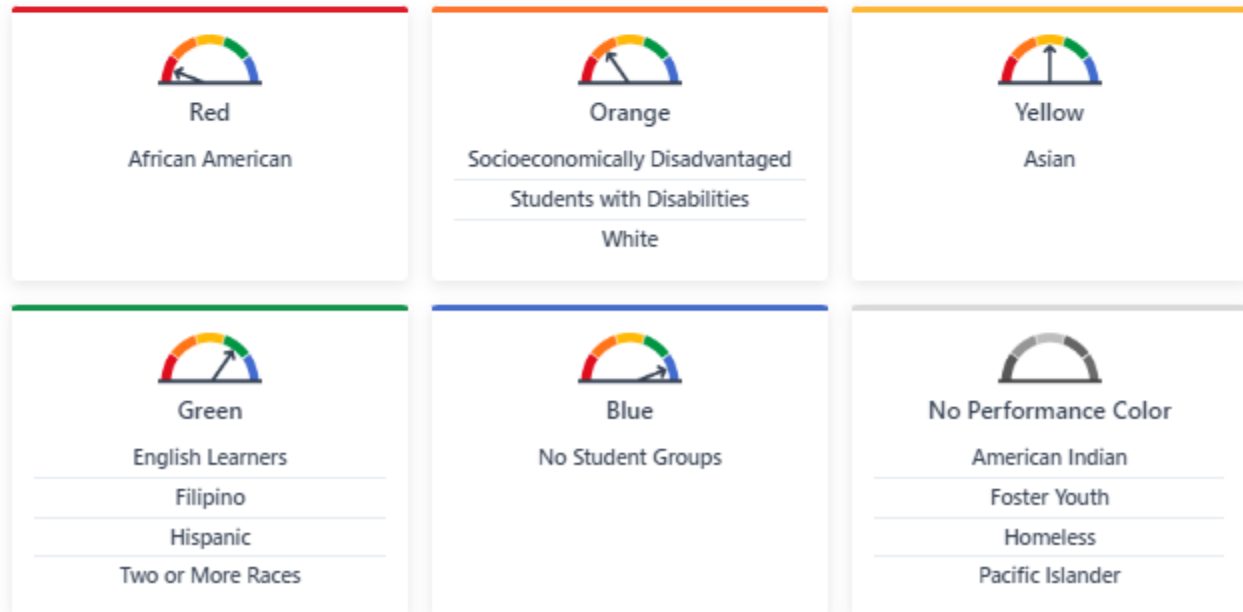 Red
African American
Orange
Socioeconomically Disadvantaged
Students with Disabilities
White
Yellow
Asian
Green
English Learners
Filipino
Hispanic
Two or More Races
Blue
No Student Groups
No Performance Color
American Indian
Foster Youth
Homeless
Pacific Islander